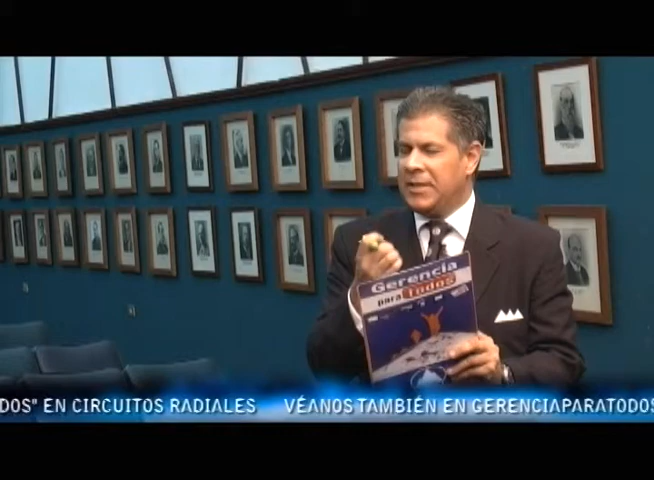 Gerencia
para Todos
DOS" EN CIRCUITOS RADIALES VÉANOS TAMBIÉN EN GERENCIAPARATODOS